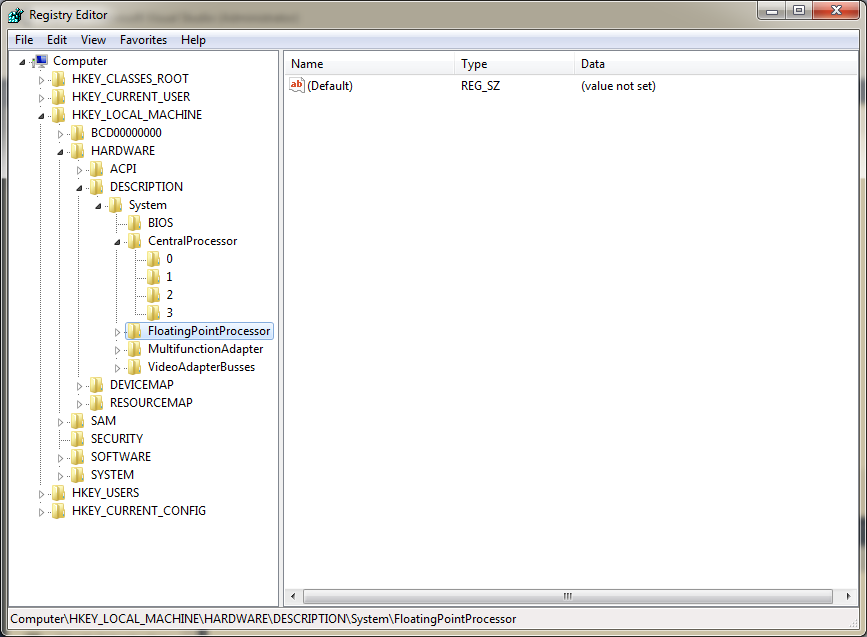 Registry Editor
File Edit View Favorites Help
Computer
HKEY_CLASSES_ROOT
HKEY_CURRENT_USER
HKEY_LOCAL_MACHINE
BCD00000000
HARDWARE
ACPI
DESCRIPTION
System
BIOS
CentralProcessor
0
1
2
3
FloatingPointProcessor
MultifunctionAdapter
VideoAdapterBusses
DEVICEMAP
RESOURCEMAP
SAM
SECURITY
SOFTWARE
SYSTEM
HKEY_USERS
HKEY_CURRENT_CONFIG
Name Type Data
ab (Default) REG_SZ (value not set)
Computer\HKEY_LOCAL_MACHINE\HARDWARE\DESCRIPTION\System\FloatingPointProcessor